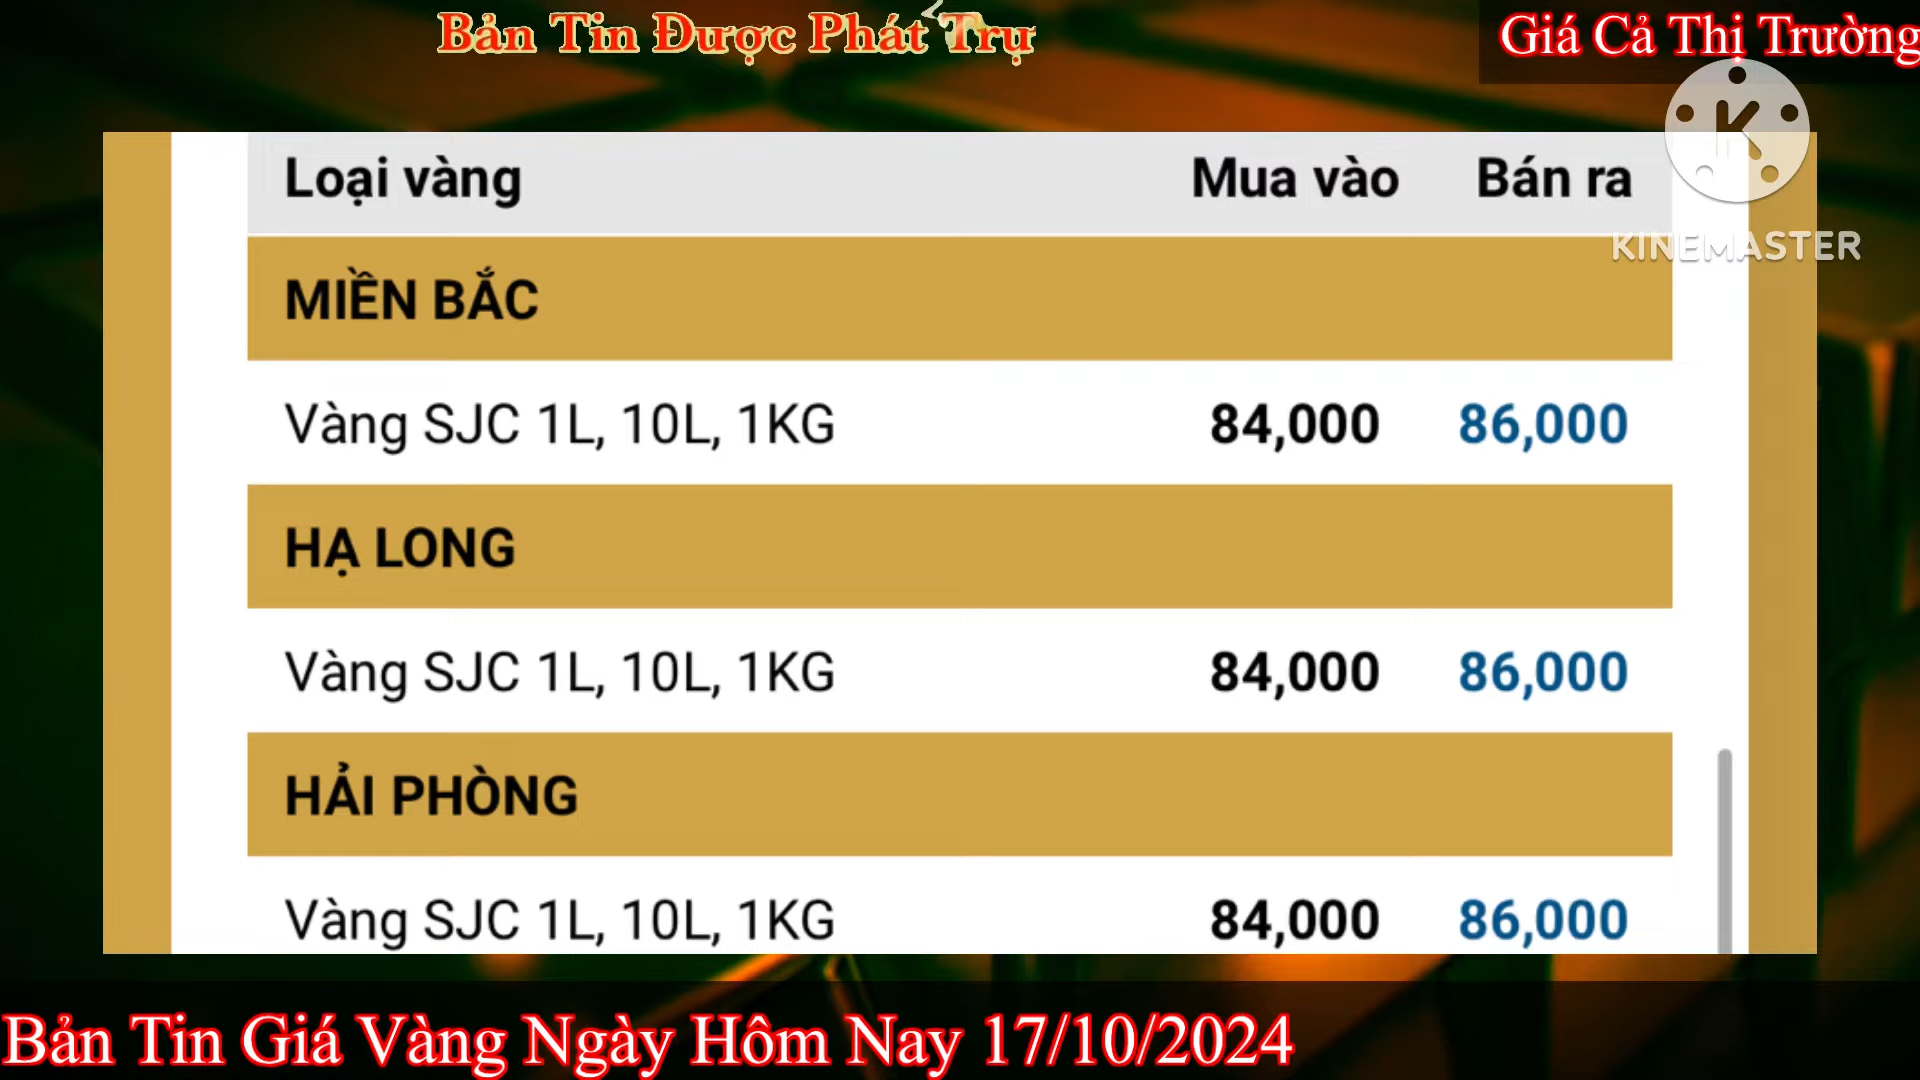 Bản Tin Được Phát Trụ
Giá Cả Thị Trường
KINEMASTER
Loại vàng Mua vào Bán ra
MIỀN BẮC
Vàng SJC 1L, 10L, 1KG 84,000 86,000
HẠ LONG
Vàng SJC 1L, 10L, 1KG 84,000 86,000
HẢI PHÒNG
Vàng SJC 1L, 10L, 1KG 84,000 86,000
Bản Tin Giá Vàng Ngày Hôm Nay 17/10/2024